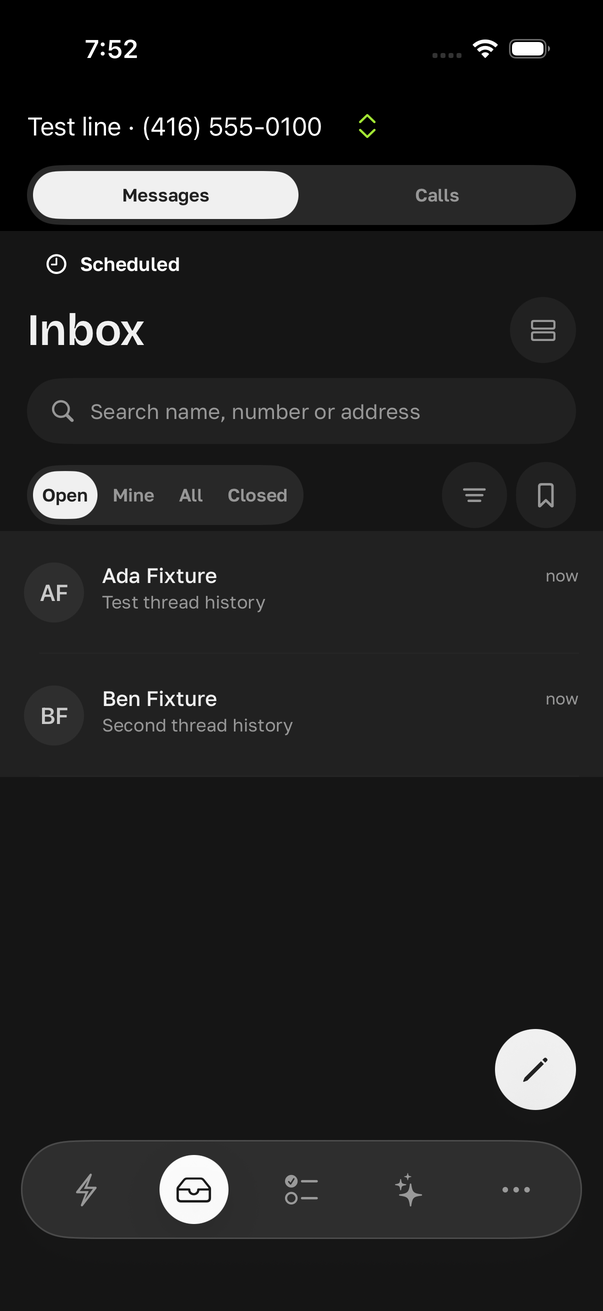 7:52
Test line · (416) 555-0100
Messages Calls
Scheduled
Inbox
Search name, number or address
Open Mine All Closed
AF Ada Fixture now
Test thread history
BF Ben Fixture now
Second thread history